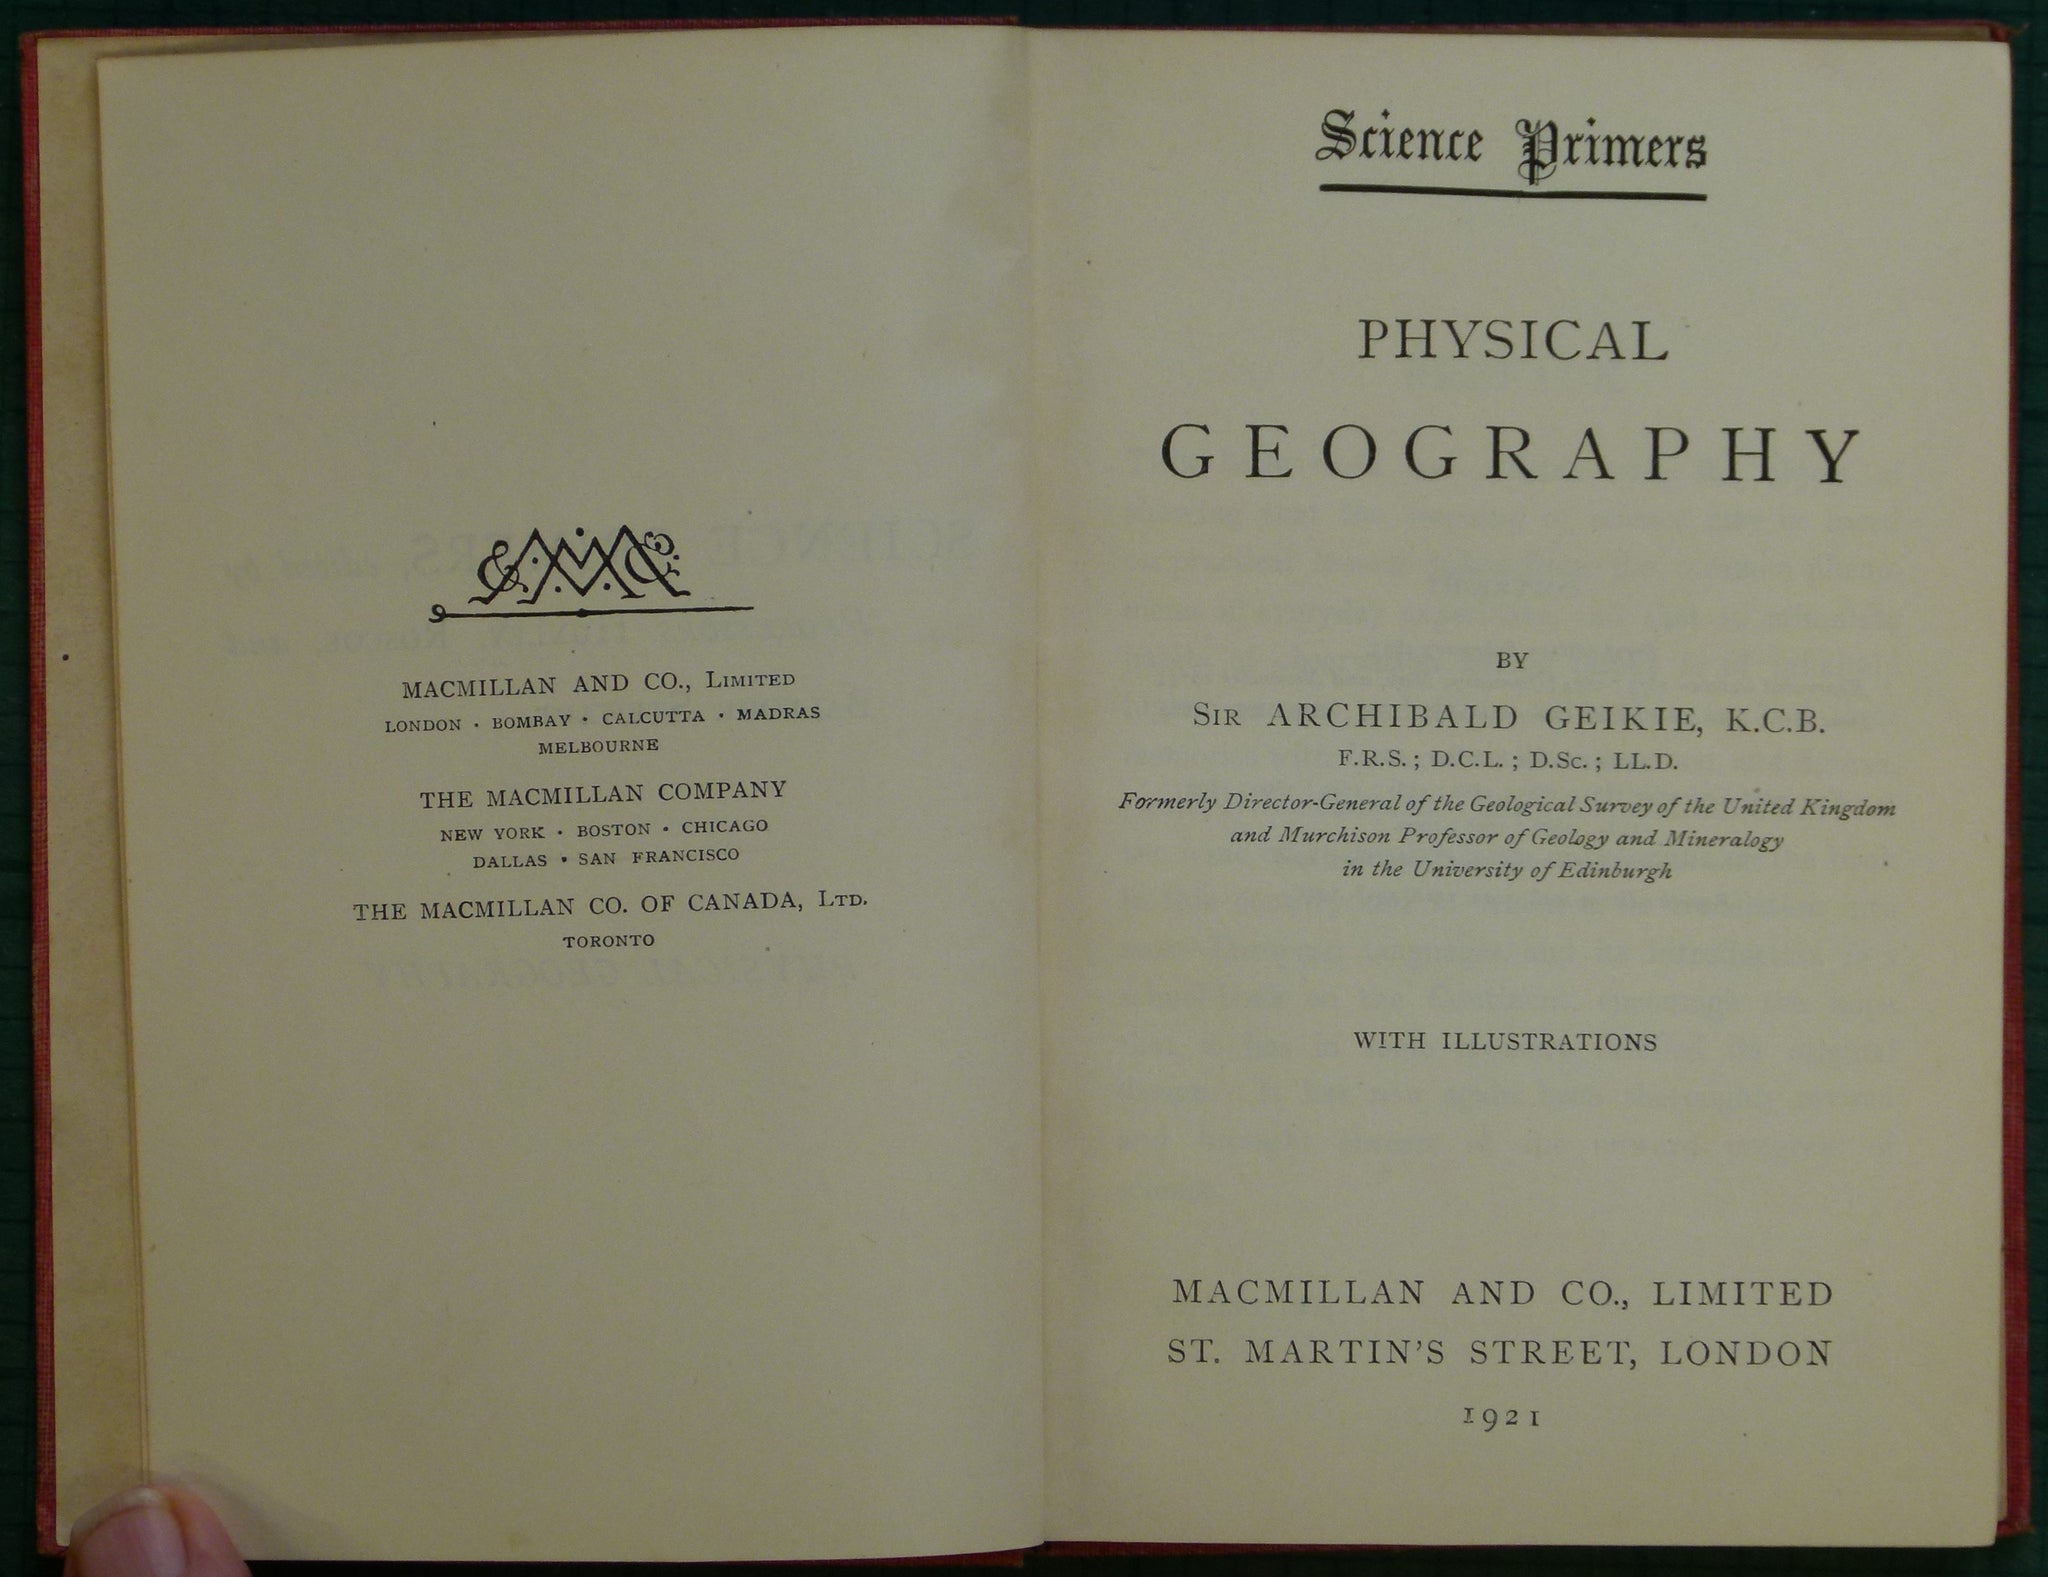 MACMILLAN AND CO., LIMITED
LONDON · BOMBAY · CALCUTTA · MADRAS
MELBOURNE
THE MACMILLAN COMPANY
NEW YORK · BOSTON · CHICAGO
DALLAS · SAN FRANCISCO
THE MACMILLAN CO. OF CANADA, LTD.
TORONTO
Science Primers
PHYSICAL
GEOGRAPHY
BY
SIR ARCHIBALD GEIKIE, K.C.B.
F.R.S.; D.C.L.; D.Sc.; LL.D.
Formerly Director-General of the Geological Survey of the United Kingdom
and Murchison Professor of Geology and Mineralogy
in the University of Edinburgh
WITH ILLUSTRATIONS
MACMILLAN AND CO., LIMITED
ST. MARTIN'S STREET, LONDON
1921